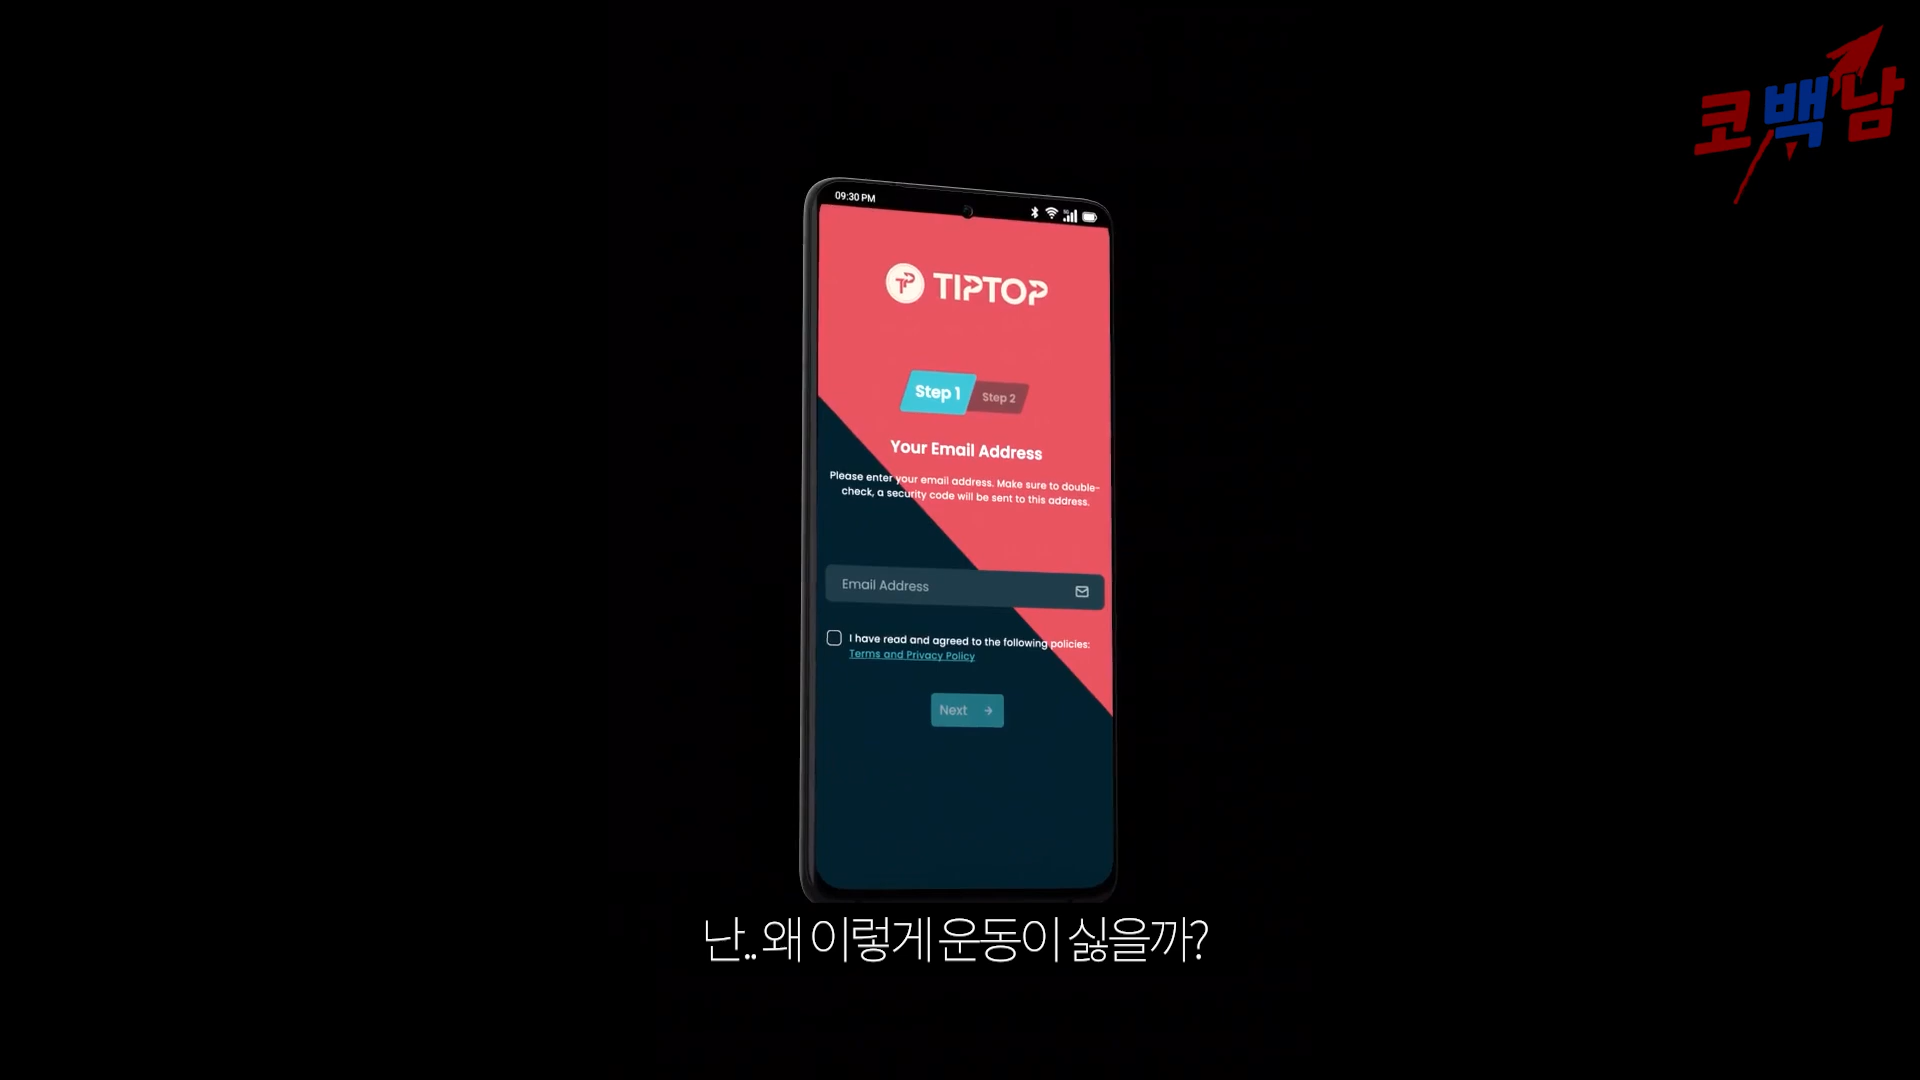 코백남
09:30 PM
TIPTOP
Step 1 Step 2
Your Email Address
Please enter your email address. Make sure to double-
check, a security code will be sent to this address.
Email Address
I have read and agreed to the following policies:
Terms and Privacy Policy
Next
난.. 왜 이렇게 운동이 싫을까?